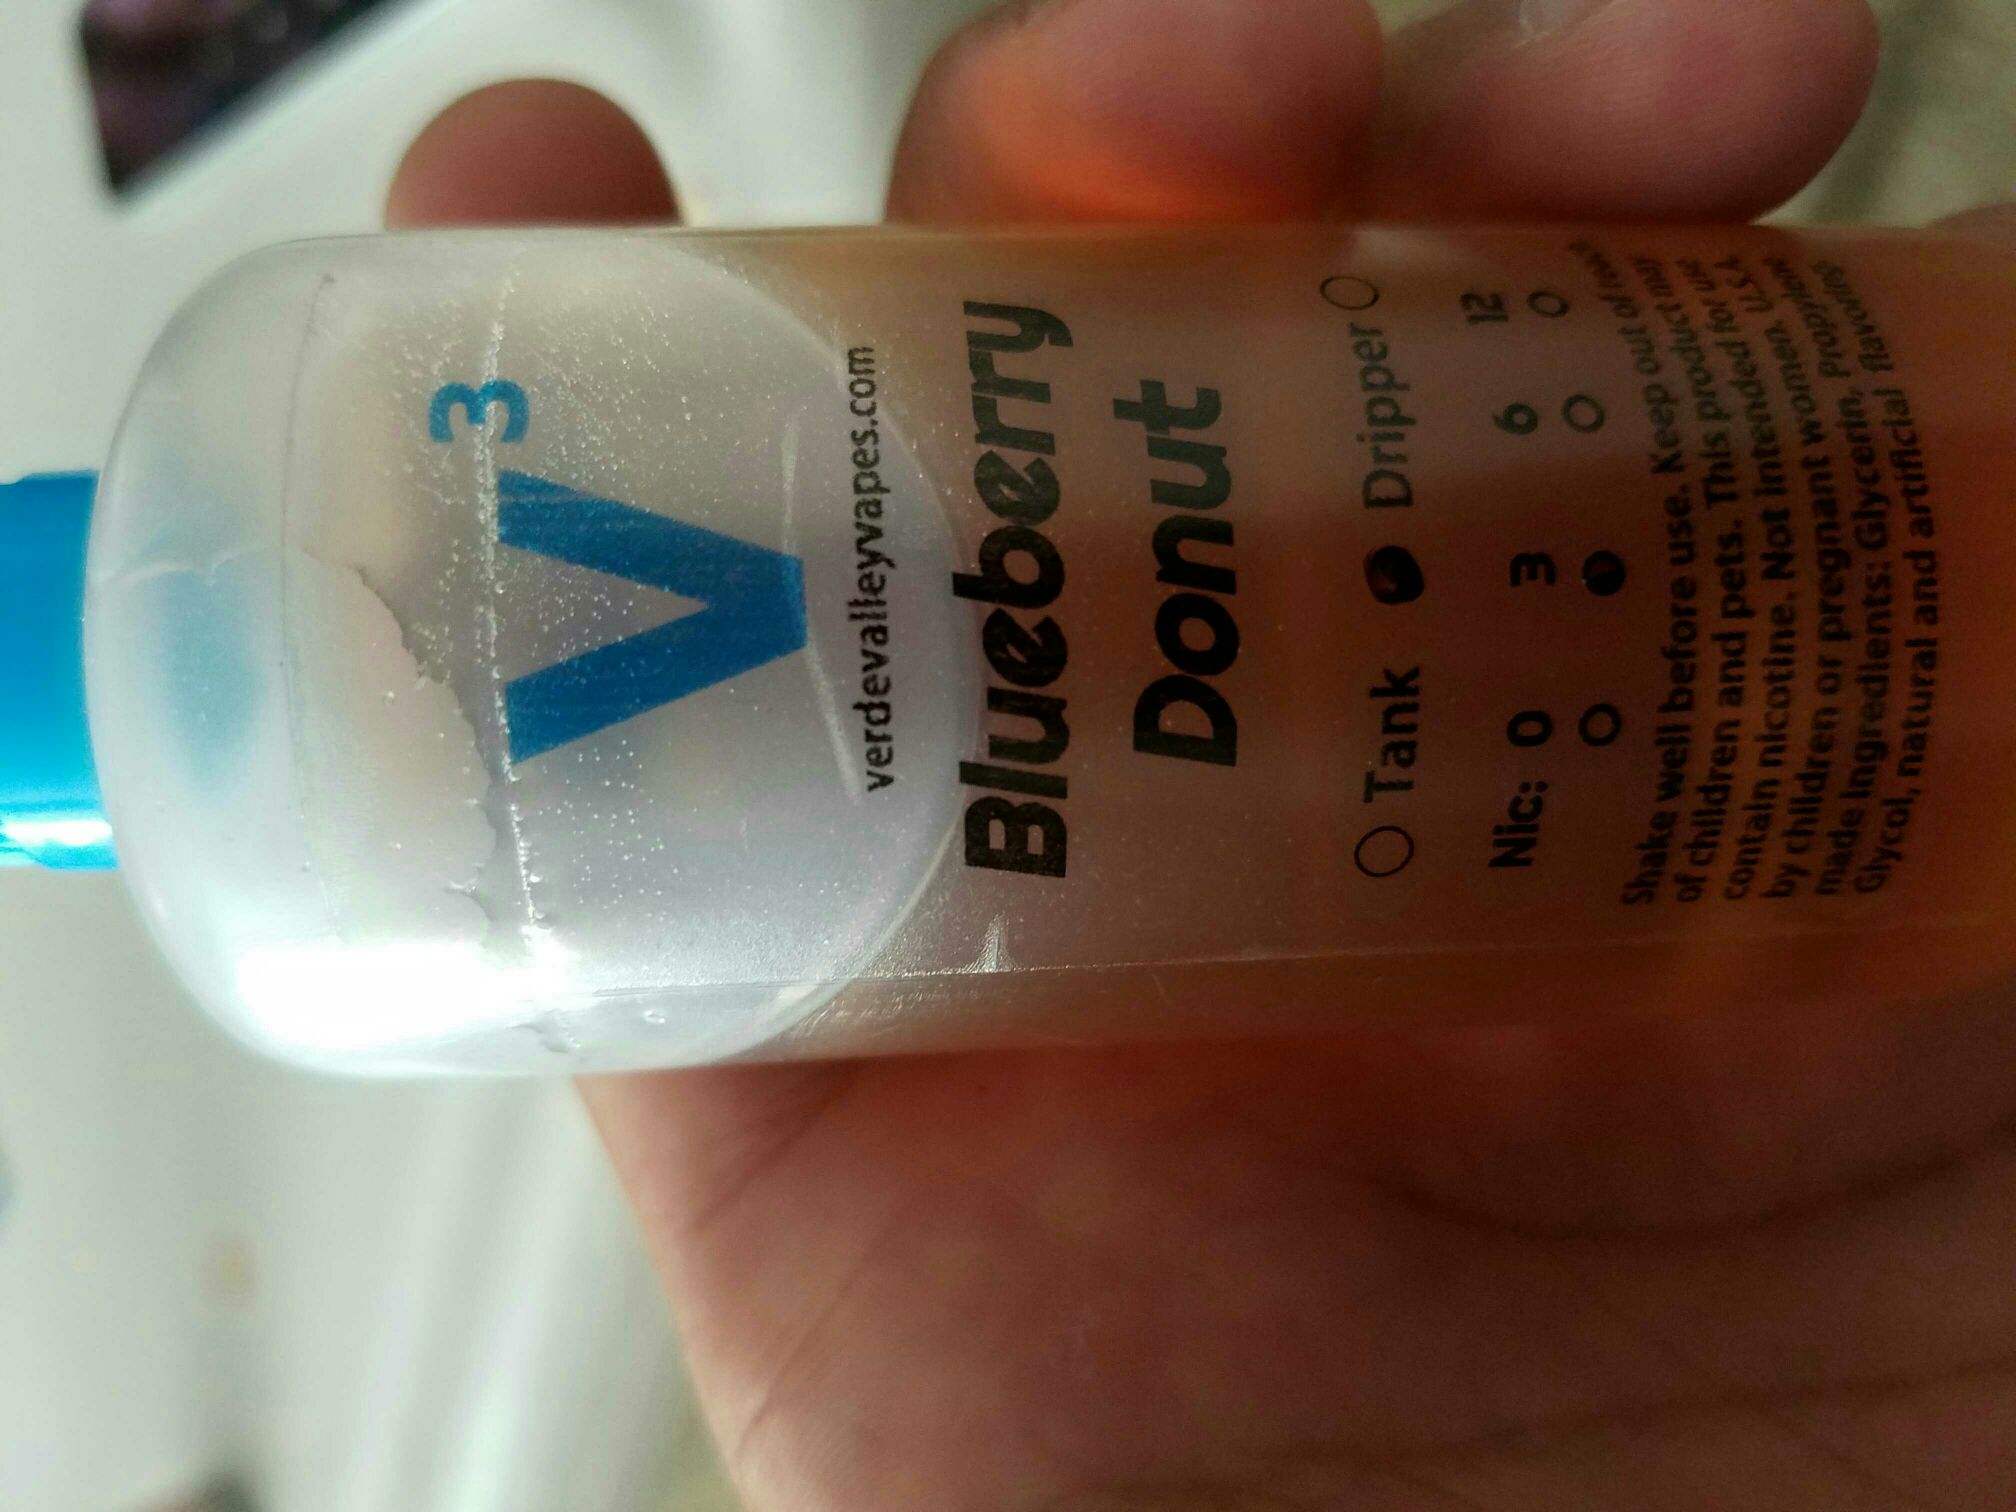 V3
verdevalleyvapes.com
Blueberry
Donut
Tank Dripper
Nic: 0 3 6 12
Shake well before use. Keep out of reach
of children and pets. This product may
contain nicotine. Not intended for use
by children or pregnant women. U.S.A.
made Ingredients: Glycerin, Propylene
Glycol, natural and artificial flavoring